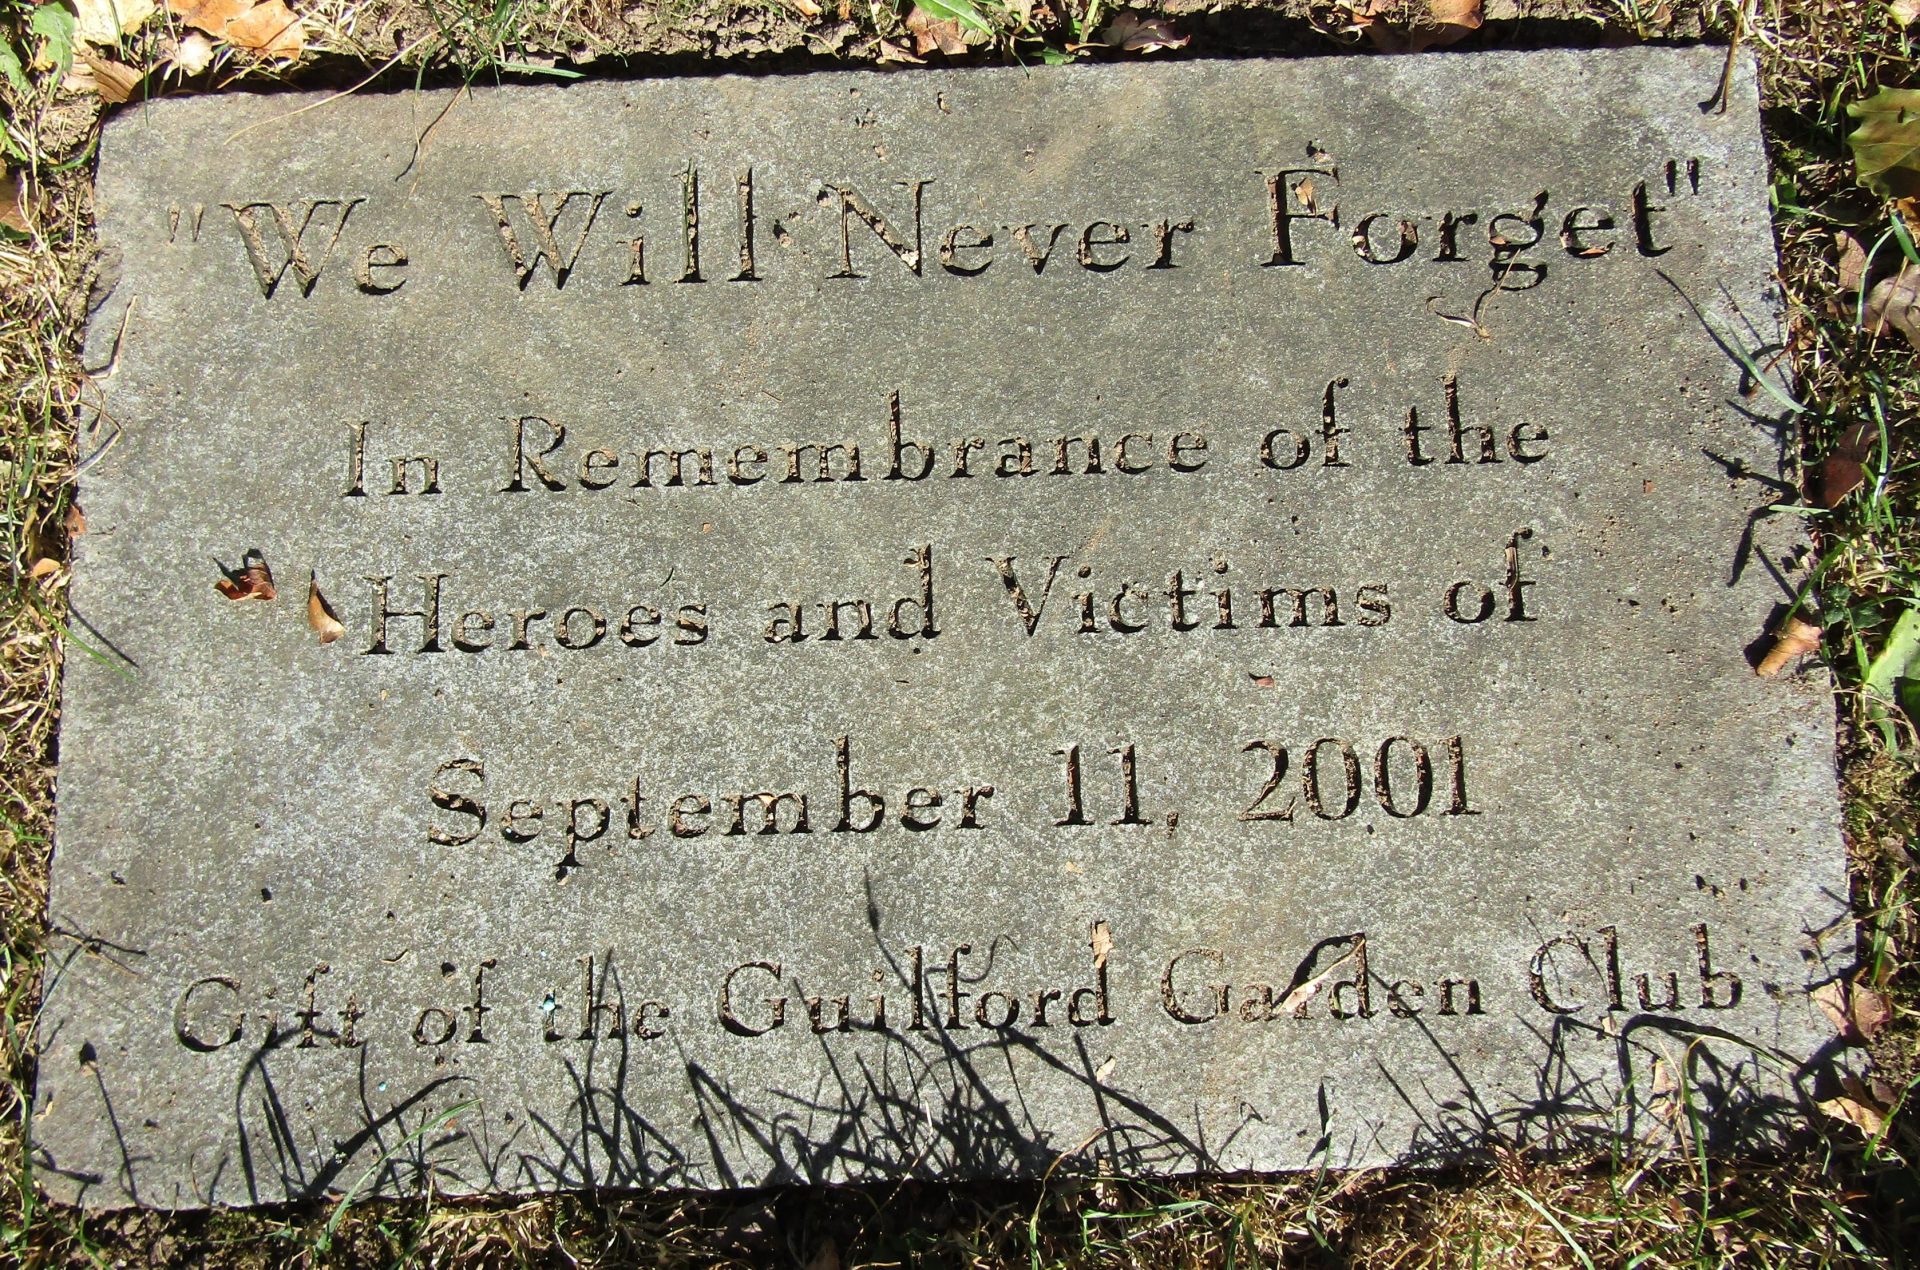 "We Will Never Forget"
In Remembrance of the
Heroes and Victims of
September 11, 2001
Gift of the Guilford Garden Club